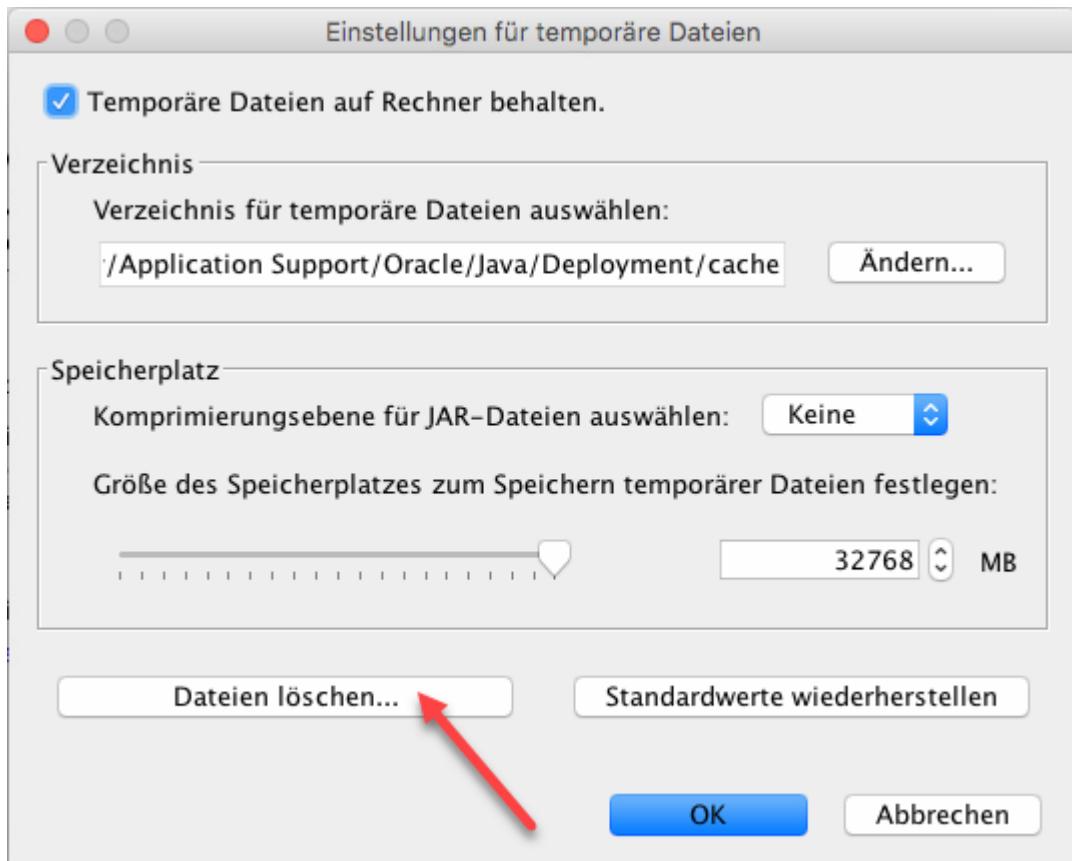 Einstellungen für temporäre Dateien
Temporäre Dateien auf Rechner behalten.
Verzeichnis
Verzeichnis für temporäre Dateien auswählen:
/Application Support/Oracle/Java/Deployment/cache
Ändern...
Speicherplatz
Komprimierungsebene für JAR-Dateien auswählen:
Keine
Größe des Speicherplatzes zum Speichern temporärer Dateien festlegen:
32768
MB
Dateien löschen...
Standardwerte wiederherstellen
OK
Abbrechen